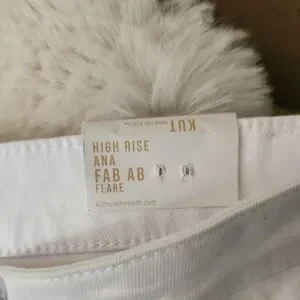 KUT
HIGH RISE
ANA
FAB AB
FLARE
kutfromthekloth.com